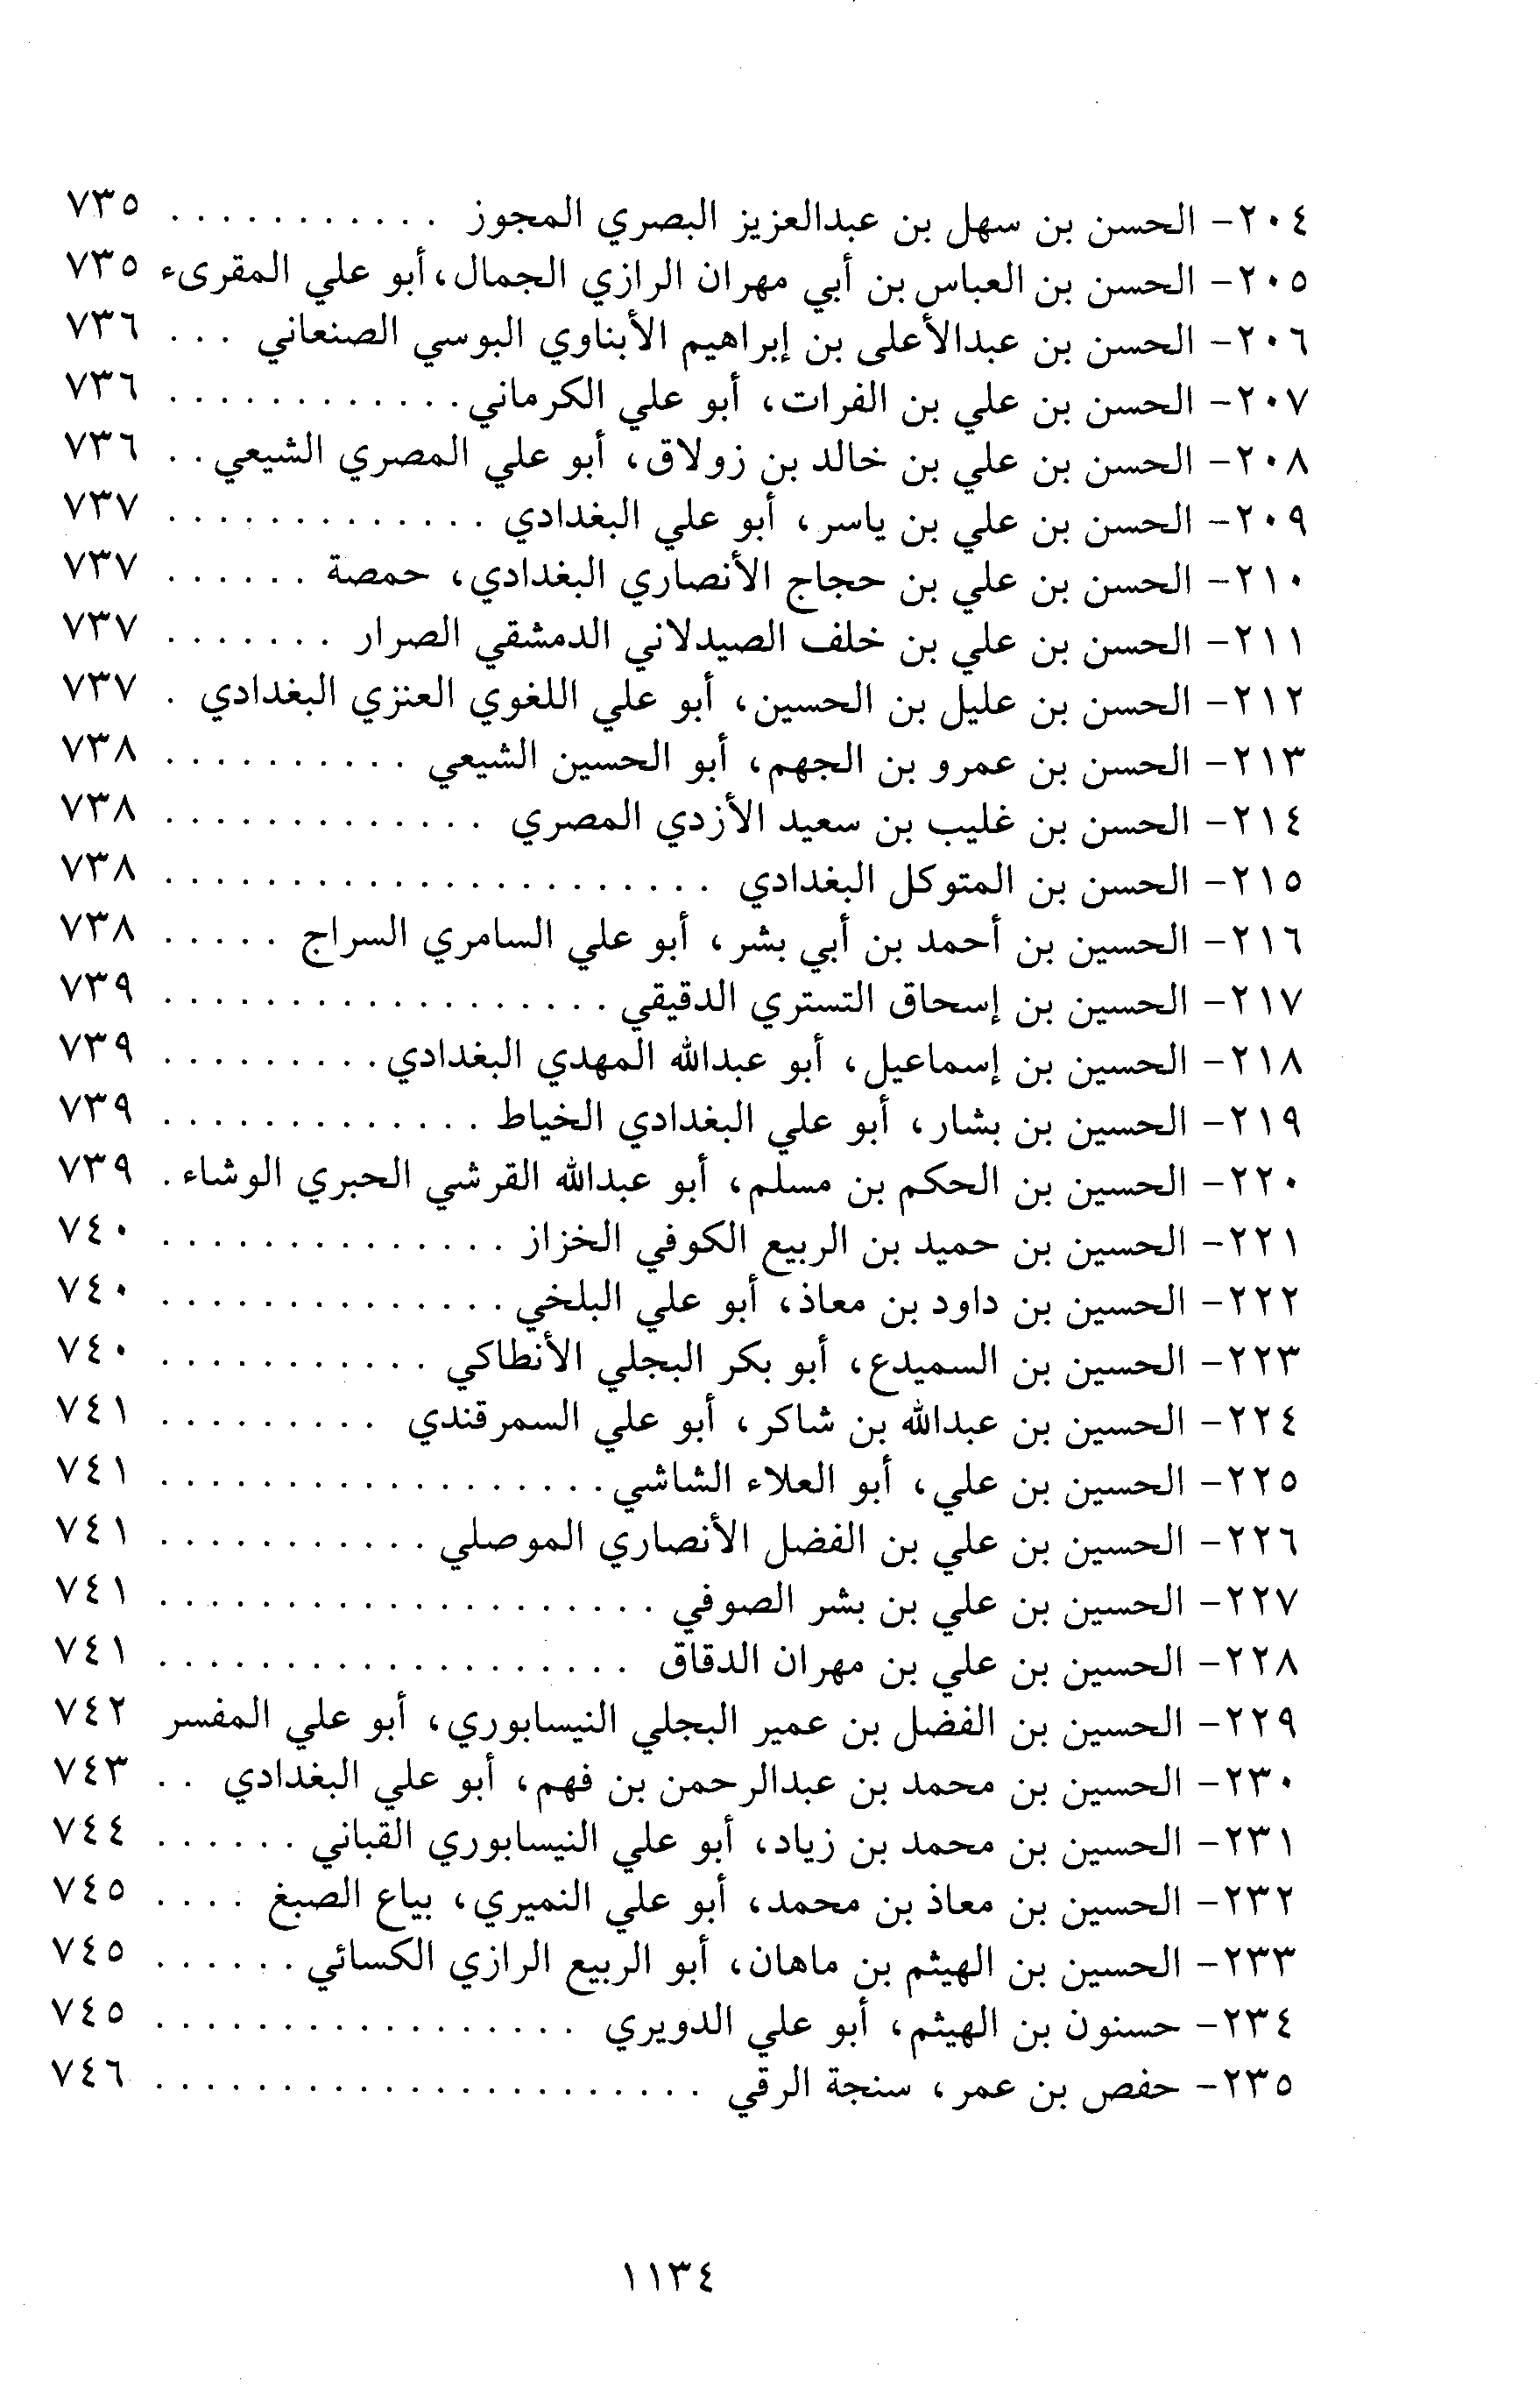 ٢٠٤- الحسن بن سهل بن عبدالعزيز البصري المجوز . . . . . . . . . . . ٧٣٥
٢٠٥- الحسن بن العباس بن أبي مهران الرازي الجمال، أبو علي المقرىء ٧٣٥
٢٠٦- الحسن بن عبدالأعلى بن إبراهيم الأبناوي البوسي الصنعاني . . . ٧٣٦
٢٠٧- الحسن بن علي بن الفرات، أبو علي الكرماني . . . . . . . . . . . . ٧٣٦
٢٠٨- الحسن بن علي بن خالد بن زولاق، أبو علي المصري الشيعي . . ٧٣٦
٢٠٩- الحسن بن علي بن ياسر، أبو علي البغدادي . . . . . . . . . . . . . ٧٣٧
٢١٠- الحسن بن علي بن حجاج الأنصاري البغدادي، حمصة . . . . . . ٧٣٧
٢١١- الحسن بن علي بن خلف الصيدلاني الدمشقي الصرار . . . . . . . ٧٣٧
٢١٢- الحسن بن عليل بن الحسين، أبو علي اللغوي العنزي البغدادي . ٧٣٧
٢١٣- الحسن بن عمرو بن الجهم، أبو الحسين الشيعي . . . . . . . . . . ٧٣٨
٢١٤- الحسن بن غليب بن سعيد الأزدي المصري . . . . . . . . . . . . . ٧٣٨
٢١٥- الحسن بن المتوكل البغدادي . . . . . . . . . . . . . . . . . . . . . . ٧٣٨
٢١٦- الحسين بن أحمد بن أبي بشر، أبو علي السامري السراج . . . . . ٧٣٨
٢١٧- الحسين بن إسحاق التستري الدقيقي . . . . . . . . . . . . . . . . . . ٧٣٩
٢١٨- الحسين بن إسماعيل، أبو عبدالله المهدي البغدادي . . . . . . . . . ٧٣٩
٢١٩- الحسين بن بشار، أبو علي البغدادي الخياط . . . . . . . . . . . . . ٧٣٩
٢٢٠- الحسين بن الحكم بن مسلم، أبو عبدالله القرشي الحبري الوشاء . ٧٣٩
٢٢١- الحسين بن حميد بن الربيع الكوفي الخزاز . . . . . . . . . . . . . . ٧٤٠
٢٢٢- الحسين بن داود بن معاذ، أبو علي البلخي . . . . . . . . . . . . . . ٧٤٠
٢٢٣- الحسين بن السميدع، أبو بكر البجلي الأنطاكي . . . . . . . . . . . ٧٤٠
٢٢٤- الحسين بن عبدالله بن شاكر، أبو علي السمرقندي . . . . . . . . . ٧٤١
٢٢٥- الحسين بن علي، أبو العلاء الشاشي . . . . . . . . . . . . . . . . . . ٧٤١
٢٢٦- الحسين بن علي بن الفضل الأنصاري الموصلي . . . . . . . . . . . ٧٤١
٢٢٧- الحسين بن علي بن بشر الصوفي . . . . . . . . . . . . . . . . . . . . ٧٤١
٢٢٨- الحسين بن علي بن مهران الدقاق . . . . . . . . . . . . . . . . . . . ٧٤١
٢٢٩- الحسين بن الفضل بن عمير البجلي النيسابوري، أبو علي المفسر ٧٤٢
٢٣٠- الحسين بن محمد بن عبدالرحمن بن فهم، أبو علي البغدادي . . ٧٤٣
٢٣١- الحسين بن محمد بن زياد، أبو علي النيسابوري القباني . . . . . . ٧٤٤
٢٣٢- الحسين بن معاذ بن محمد، أبو علي النميري، بياع الصبغ . . . . ٧٤٥
٢٣٣- الحسين بن الهيثم بن ماهان، أبو الربيع الرازي الكسائي . . . . . . ٧٤٥
٢٣٤- حسنون بن الهيثم، أبو علي الدويري . . . . . . . . . . . . . . . . . ٧٤٥
٢٣٥- حفص بن عمر، سنجة الرقي . . . . . . . . . . . . . . . . . . . . . . ٧٤٦
١١٣٤